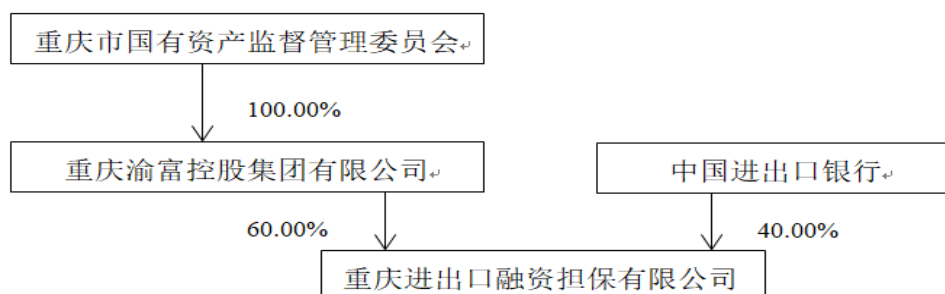 重庆市国有资产监督管理委员会
100.00%
重庆渝富控股集团有限公司
中国进出口银行
60.00%
40.00%
重庆进出口融资担保有限公司